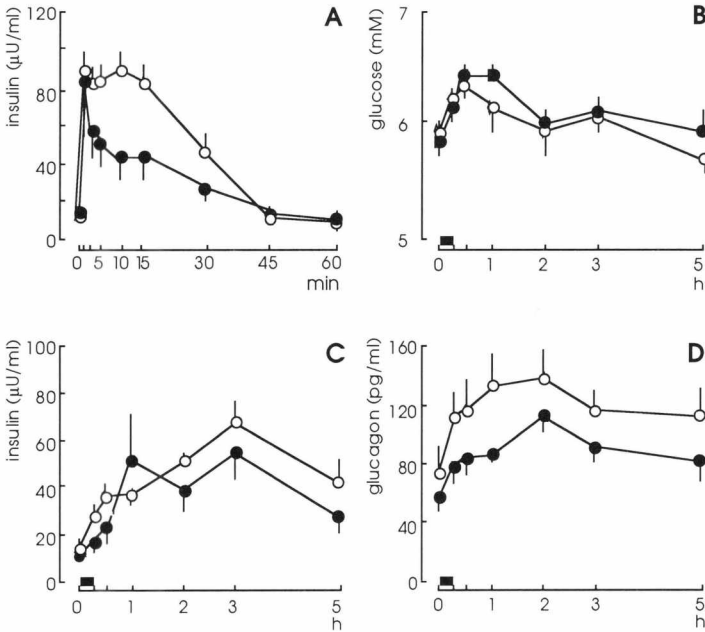 A
insulin (µU/ml)
120
80
40
0
0 5 10 15 30 45 60
min
B
glucose (mM)
7
6
5
0 1 2 3 5
h
C
insulin (µU/ml)
100
80
60
40
20
0
0 1 2 3 5
h
D
glucagon (pg/ml)
160
120
80
40
0
0 1 2 3 5
h